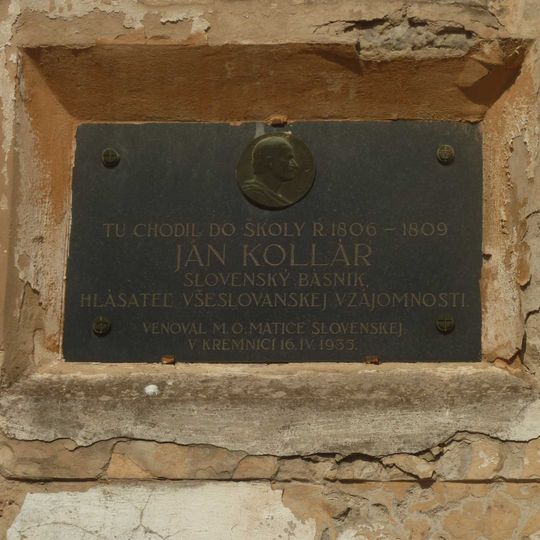 TU CHODIL DO ŠKOLY R. 1806 – 1809
JÁN KOLLÁR
SLOVENSKÝ BÁSNIK,
HLÁSATEĽ VŠESLOVANSKEJ VZÁJOMNOSTI.
VENOVAL M. O. MATICE SLOVENSKEJ.
V KREMNICI 16. IV. 1935.